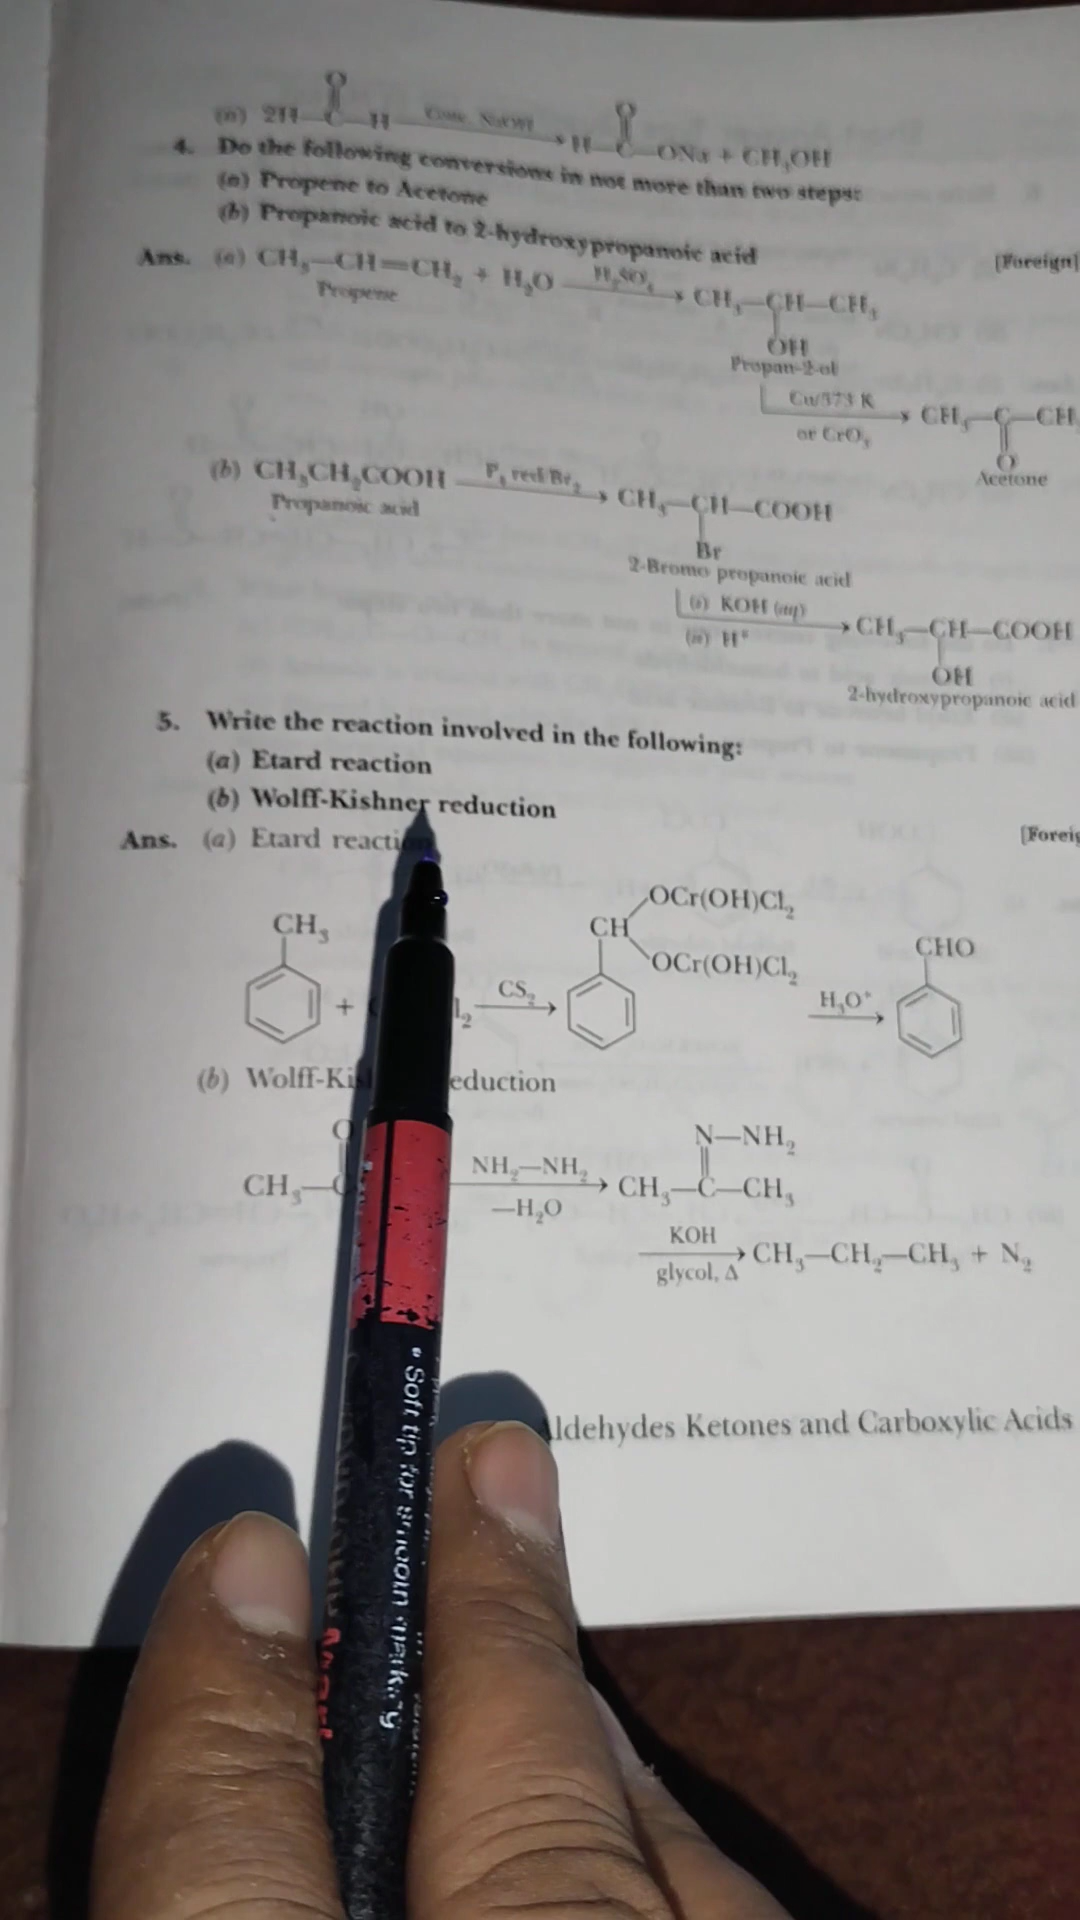 (ii) 2H—C—H Conc. NaOH → H—C—ONa + CH₃OH
O O
4. Do the following conversions in not more than two steps:
(a) Propene to Acetone
(b) Propanoic acid to 2-hydroxypropanoic acid
[Foreign]
Ans. (a) CH₃—CH=CH₂ + H₂O H₂SO₄ → CH₃—CH—CH₃
Propene
OH
Propan-2-ol
Cu/573 K → CH₃—C—CH
or CrO₃
O
Acetone
(b) CH₃CH₂COOH P, red/Br₂ → CH₃—CH—COOH
Propanoic acid
Br
2-Bromo propanoic acid
(i) KOH (aq) → CH₃—CH—COOH
(ii) H⁺
OH
2-hydroxypropanoic acid
5. Write the reaction involved in the following:
(a) Etard reaction
(b) Wolff-Kishner reduction
[Foreig
Ans. (a) Etard reaction
OCr(OH)Cl₂
CH₃ CH CHO
OCr(OH)Cl₂
+ l₂ CS₂ → H₃O⁺ →
(b) Wolff-Ki eduction
O N—NH₂
CH₃—C NH₂—NH₂ → CH₃—C—CH₃
—H₂O
KOH → CH₃—CH₂—CH₃ + N₂
glycol, Δ
ldehydes Ketones and Carboxylic Acids
• Soft tip for smooth marking